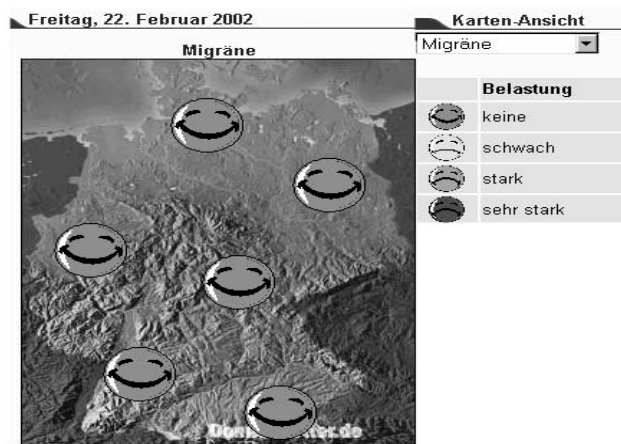 Freitag, 22. Februar 2002
Karten-Ansicht
Migräne
Migräne
Belastung
keine
schwach
stark
sehr stark